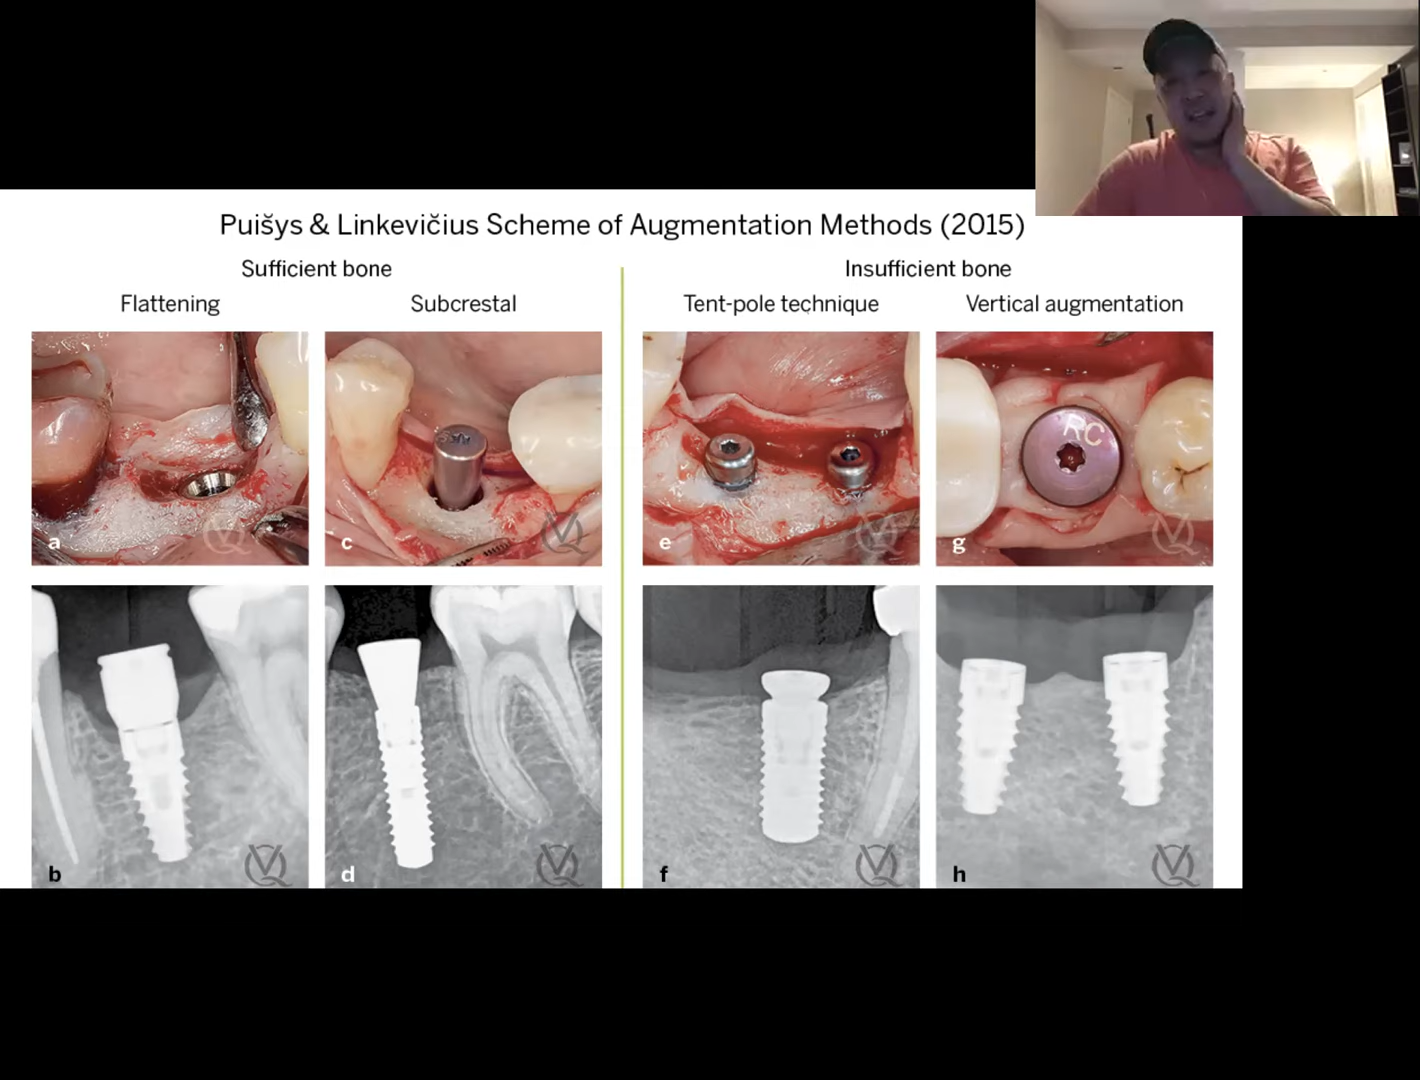 Puišys & Linkevičius Scheme of Augmentation Methods (2015)
Sufficient bone
Insufficient bone
Flattening
Subcrestal
Tent-pole technique
Vertical augmentation
a
c
e
RC
g
b
d
f
h